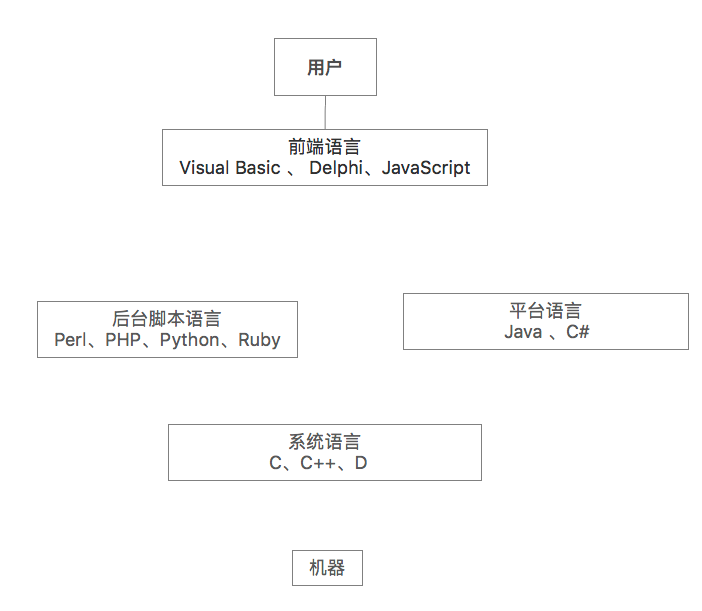 用户
前端语言
Visual Basic 、 Delphi、JavaScript
后台脚本语言
Perl、PHP、Python、Ruby
平台语言
Java 、C#
系统语言
C、C++、D
机器